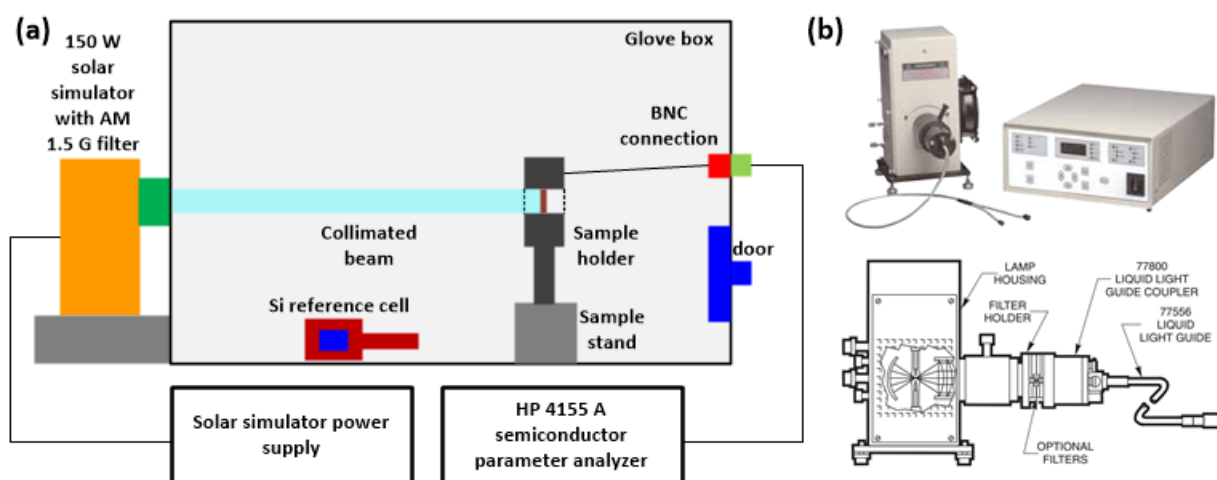 (a)
150 W
solar
simulator
with AM
1.5 G filter
Glove box
BNC
connection
Collimated
beam
Sample
holder
door
Si reference cell
Sample
stand
Solar simulator power
supply
HP 4155 A
semiconductor
parameter analyzer
(b)
LAMP
HOUSING
FILTER
HOLDER
77800
LIQUID LIGHT
GUIDE COUPLER
77556
LIQUID
LIGHT GUIDE
OPTIONAL
FILTERS